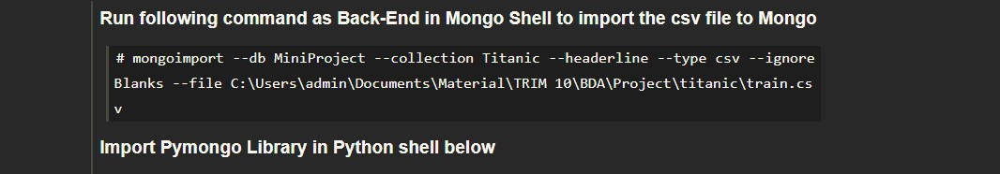 Run following command as Back-End in Mongo Shell to import the csv file to Mongo
# mongoimport --db MiniProject --collection Titanic --headerline --type csv --ignore
Blanks --file C:\Users\admin\Documents\Material\TRIM 10\BDA\Project\titanic\train.cs
v
Import Pymongo Library in Python shell below